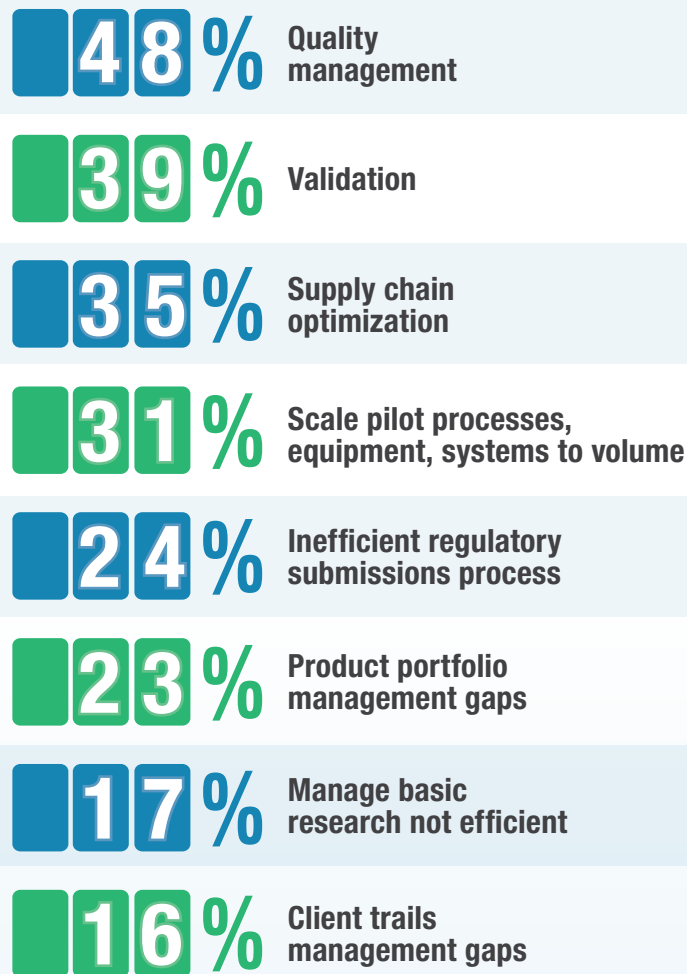 48% Quality
management
39% Validation
35% Supply chain
optimization
31% Scale pilot processes,
equipment, systems to volume
24% Inefficient regulatory
submissions process
23% Product portfolio
management gaps
17% Manage basic
research not efficient
16% Client trails
management gaps